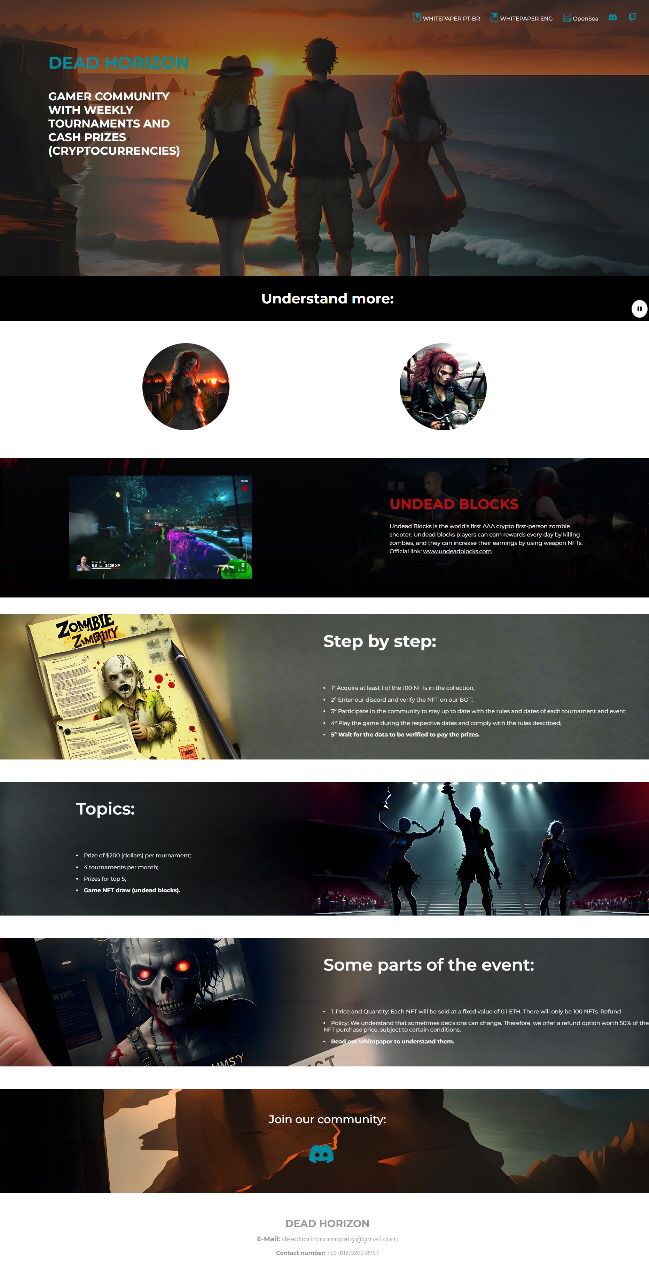 WHITEPAPER PT-BR WHITEPAPER ENG OpenSea
DEAD HORIZON
GAMER COMMUNITY
WITH WEEKLY
TOURNAMENTS AND
CASH PRIZES
(CRYPTOCURRENCIES)
Understand more:
UNDEAD BLOCKS
Undead Blocks is the world's first AAA crypto first-person zombie
shooter. Undead blocks players can earn rewards every day by killing
zombies, and they can increase their earnings by using weapon NFTs.
Official link: www.undeadblocks.com
ZOMBIE
Step by step:
• 1º Acquire at least 1 of the 100 NFTs in the collection;
• 2º Enter our discord and verify the NFT on our BOT;
• 3º Participate in the community to stay up to date with the rules and dates of each tournament and event;
• 4º Play the game during the respective dates and comply with the rules described;
• 5º Wait for the data to be verified to pay the prizes.
Topics:
• Prize of $200 (dollars) per tournament;
• 4 tournaments per month;
• Prizes for top 5;
• Game NFT draw (undead blocks).
Some parts of the event:
• 1. Price and Quantity: Each NFT will be sold at a fixed value of 0.1 ETH. There will only be 100 NFTs. Refund
• Policy: We understand that sometimes decisions can change. Therefore, we offer a refund option worth 50% of the
NFT purchase price, subject to certain conditions.
• Read our whitepaper to understand them.
Join our community:
DEAD HORIZON
E-Mail: deadhorizoncompany@gmail.com
Contact number: